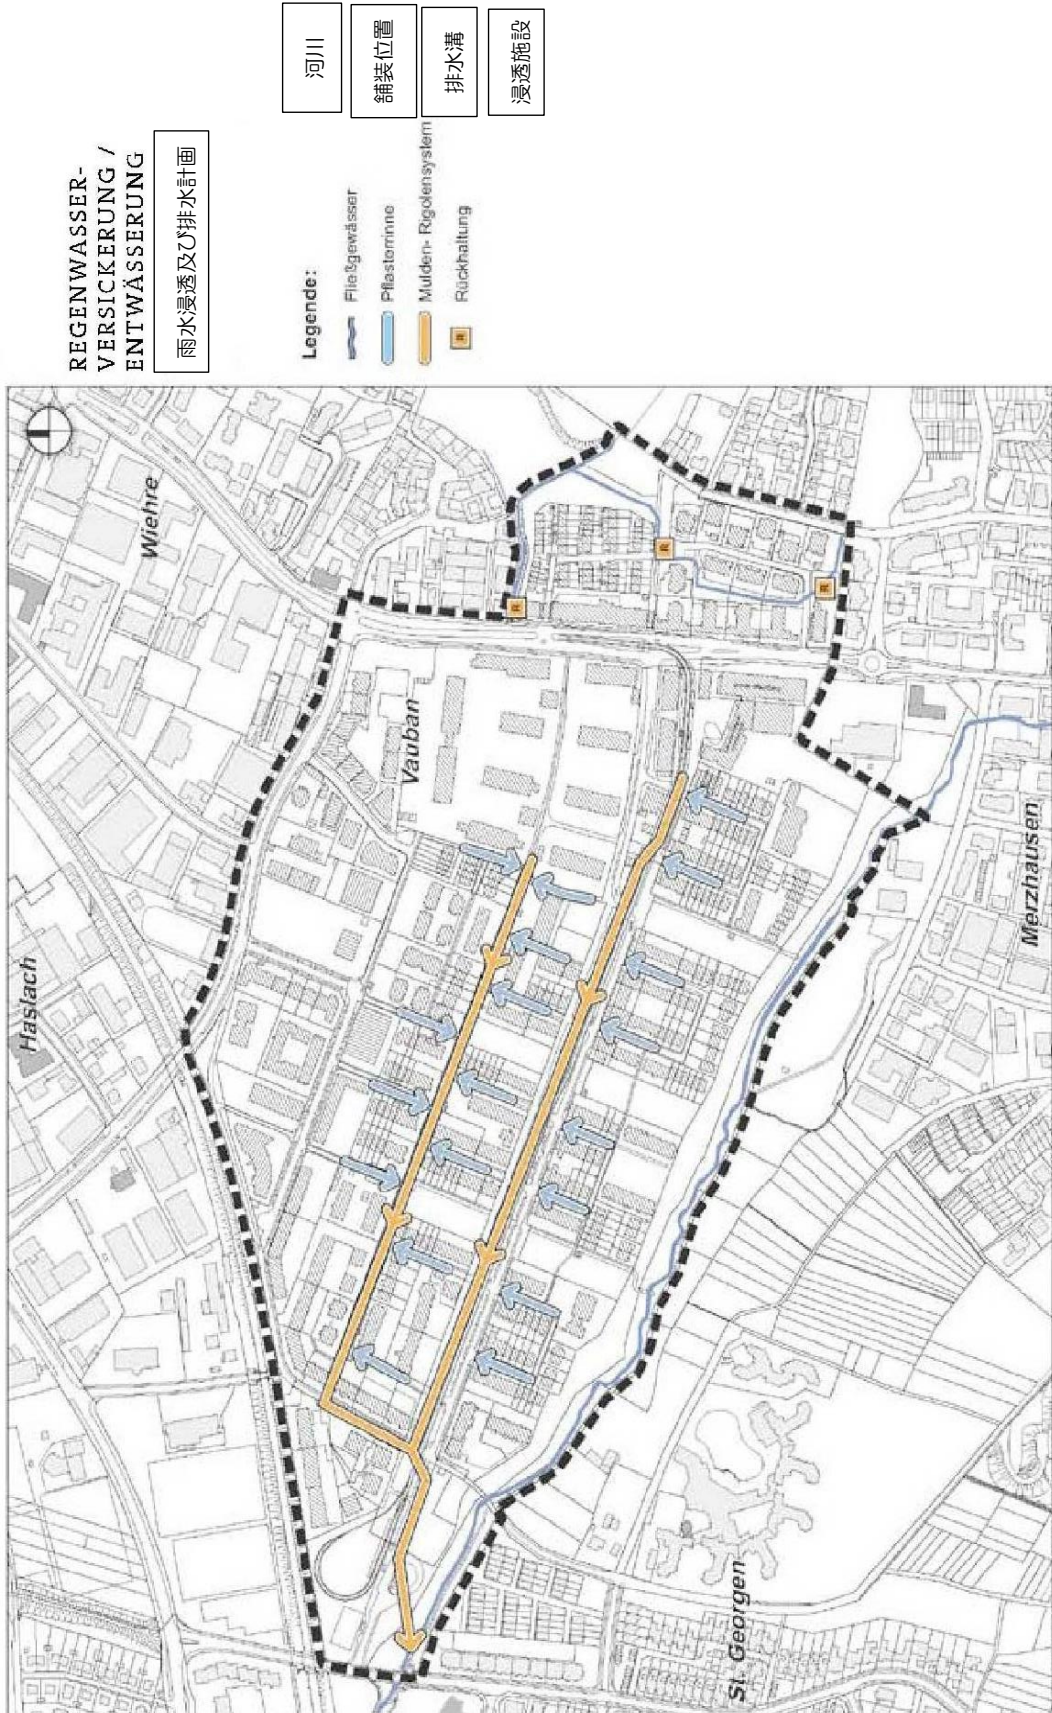 REGENWASSER-
VERSICKERUNG /
ENTWÄSSERUNG
雨水浸透及び排水計画
Legende:
Fließgewässer
河川
Pflasterrinne
舗装位置
Mulden- Rigolensystem
排水溝
R
Rückhaltung
浸透施設
Haslach
Wiehre
Vauban
R
R
R
Merzhausen
St. Georgen